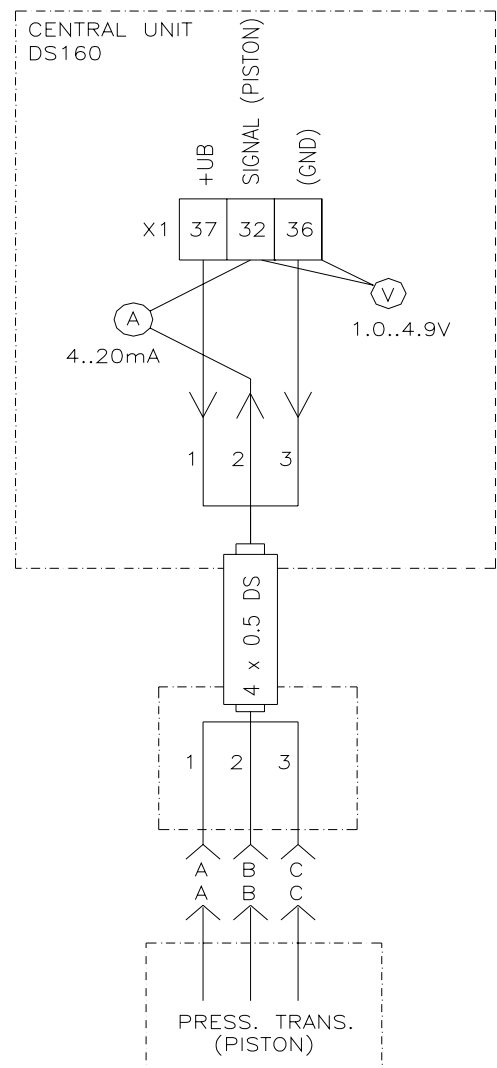 CENTRAL UNIT
DS160
+UB
SIGNAL (PISTON)
(GND)
X1 37 32 36
A
V
4..20mA
1.0..4.9V
1 2 3
4 x 0.5 DS
1 2 3
A B C
A B C
PRESS. TRANS.
(PISTON)